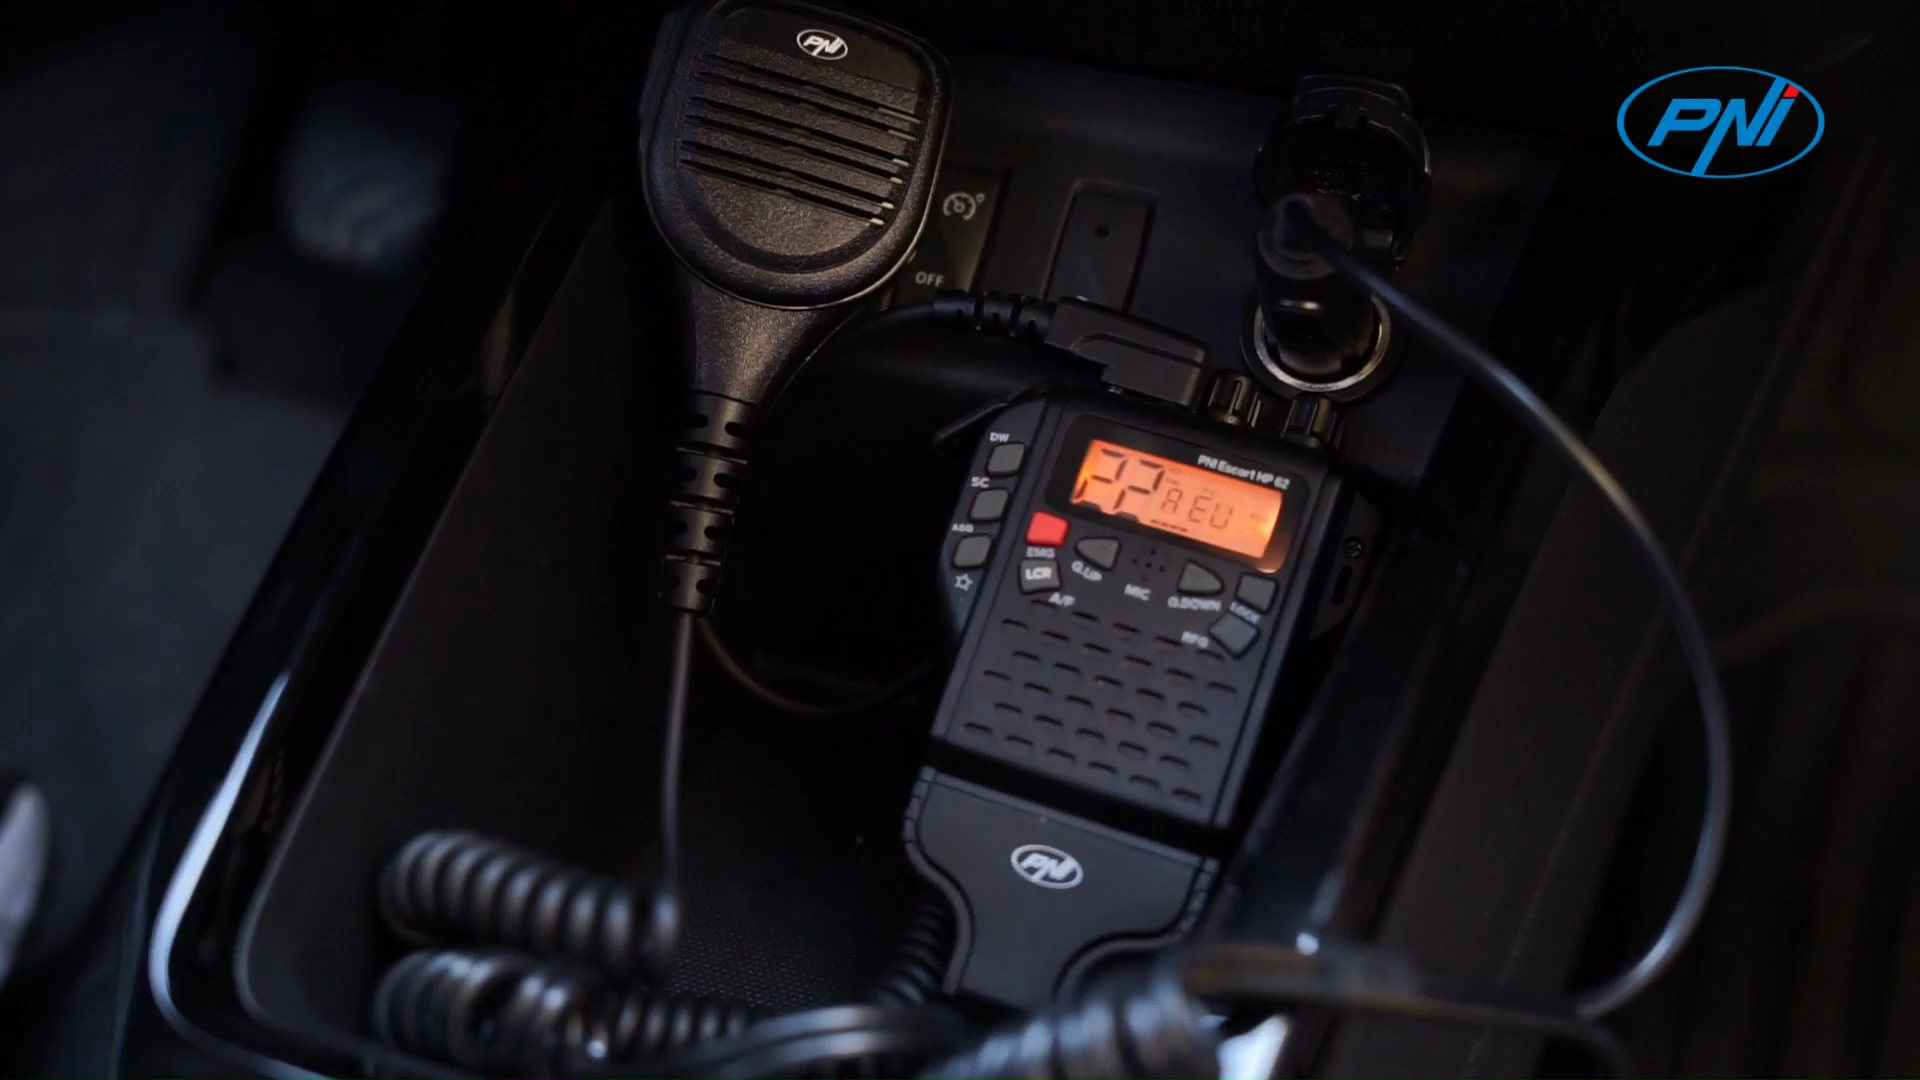 PNI
PNI
OFF
DW
SC
ASQ
PNI Escort HP 62
22 A EU
EMG
LCR
Q.UP
A/F
MIC
Q.DOWN
LOCK
RFG
PNI